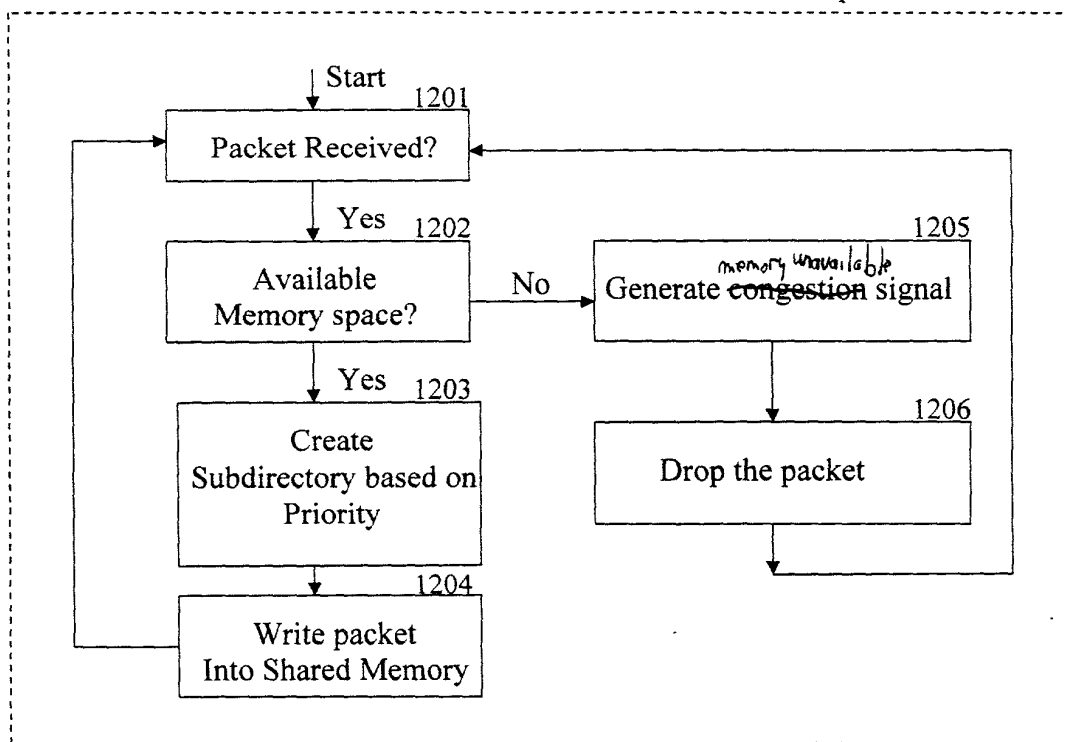 Start
1201
Packet Received?
Yes
1202
Available
Memory space?
No
1205
memory unavailable
Generate congestion signal
Yes
1203
Create
Subdirectory based on
Priority
1206
Drop the packet
1204
Write packet
Into Shared Memory